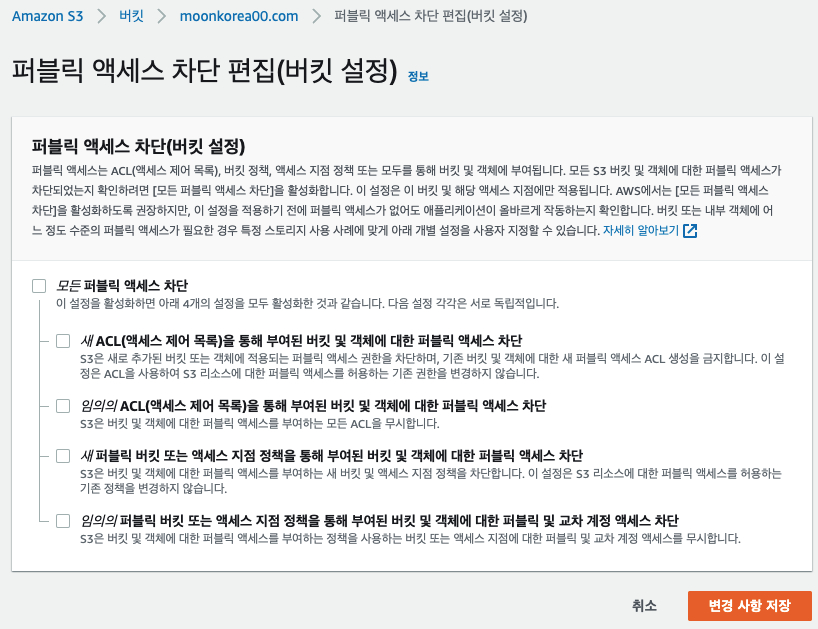 Amazon S3 > 버킷 > moonkorea00.com > 퍼블릭 액세스 차단 편집(버킷 설정)
퍼블릭 액세스 차단 편집(버킷 설정) 정보
퍼블릭 액세스 차단(버킷 설정)
퍼블릭 액세스는 ACL(액세스 제어 목록), 버킷 정책, 액세스 지점 정책 또는 모두를 통해 버킷 및 객체에 부여됩니다. 모든 S3 버킷 및 객체에 대한 퍼블릭 액세스가
차단되었는지 확인하려면 [모든 퍼블릭 액세스 차단]을 활성화합니다. 이 설정은 이 버킷 및 해당 액세스 지점에만 적용됩니다. AWS에서는 [모든 퍼블릭 액세스
차단]을 활성화하도록 권장하지만, 이 설정을 적용하기 전에 퍼블릭 액세스가 없어도 애플리케이션이 올바르게 작동하는지 확인합니다. 버킷 또는 내부 객체에 어
느 정도 수준의 퍼블릭 액세스가 필요한 경우 특정 스토리지 사용 사례에 맞게 아래 개별 설정을 사용자 지정할 수 있습니다. 자세히 알아보기
모든 퍼블릭 액세스 차단
이 설정을 활성화하면 아래 4개의 설정을 모두 활성화한 것과 같습니다. 다음 설정 각각은 서로 독립적입니다.
새 ACL(액세스 제어 목록)을 통해 부여된 버킷 및 객체에 대한 퍼블릭 액세스 차단
S3은 새로 추가된 버킷 또는 객체에 적용되는 퍼블릭 액세스 권한을 차단하며, 기존 버킷 및 객체에 대한 새 퍼블릭 액세스 ACL 생성을 금지합니다. 이 설
정은 ACL을 사용하여 S3 리소스에 대한 퍼블릭 액세스를 허용하는 기존 권한을 변경하지 않습니다.
임의의 ACL(액세스 제어 목록)을 통해 부여된 버킷 및 객체에 대한 퍼블릭 액세스 차단
S3은 버킷 및 객체에 대한 퍼블릭 액세스를 부여하는 모든 ACL을 무시합니다.
새 퍼블릭 버킷 또는 액세스 지점 정책을 통해 부여된 버킷 및 객체에 대한 퍼블릭 액세스 차단
S3은 버킷 및 객체에 대한 퍼블릭 액세스를 부여하는 새 버킷 및 액세스 지점 정책을 차단합니다. 이 설정은 S3 리소스에 대한 퍼블릭 액세스를 허용하는
기존 정책을 변경하지 않습니다.
임의의 퍼블릭 버킷 또는 액세스 지점 정책을 통해 부여된 버킷 및 객체에 대한 퍼블릭 및 교차 계정 액세스 차단
S3은 버킷 및 객체에 대한 퍼블릭 액세스를 부여하는 정책을 사용하는 버킷 또는 액세스 지점에 대한 퍼블릭 및 교차 계정 액세스를 무시합니다.
취소 변경 사항 저장